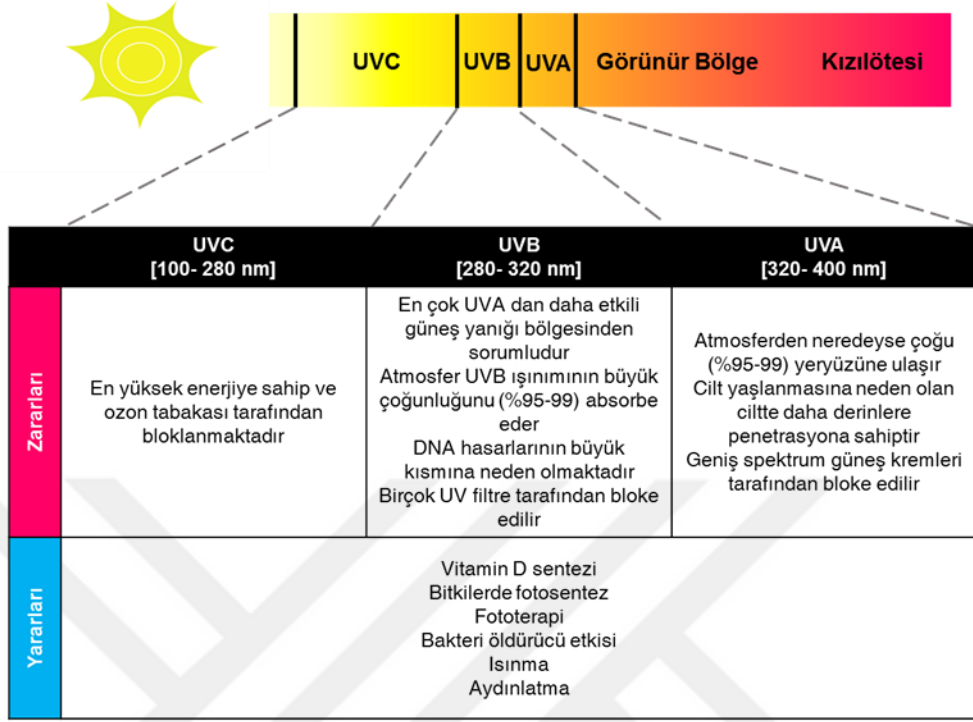 UVC UVB UVA Görünür Bölge Kızılötesi
UVC
[100- 280 nm]
UVB
[280- 320 nm]
UVA
[320- 400 nm]
Zararları
En yüksek enerjiye sahip ve
ozon tabakası tarafından
bloklanmaktadır
En çok UVA dan daha etkili
güneş yanığı bölgesinden
sorumludur
Atmosfer UVB ışınımının büyük
çoğunluğunu (%95-99) absorbe
eder
DNA hasarlarının büyük
kısmına neden olmaktadır
Birçok UV filtre tarafından bloke
edilir
Atmosferden neredeyse çoğu
(%95-99) yeryüzüne ulaşır
Cilt yaşlanmasına neden olan
ciltte daha derinlere
penetrasyona sahiptir
Geniş spektrum güneş kremleri
tarafından bloke edilir
Yararları
Vitamin D sentezi
Bitkilerde fotosentez
Fototerapi
Bakteri öldürücü etkisi
Isınma
Aydınlatma